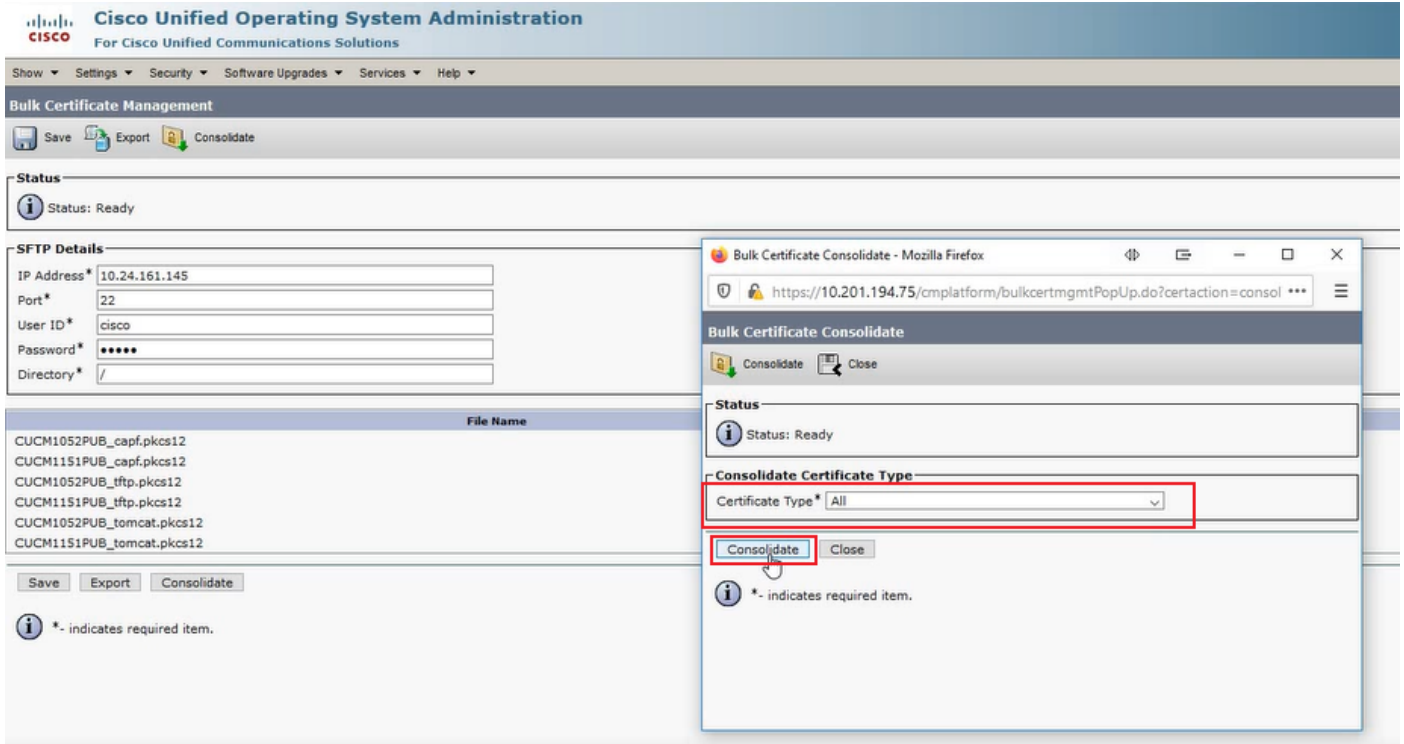 Cisco Unified Operating System Administration
CISCO
For Cisco Unified Communications Solutions
Show Settings Security Software Upgrades Services Help
Bulk Certificate Management
Save Export Consolidate
Status
Status: Ready
SFTP Details
IP Address* 10.24.161.145
Port* 22
User ID* cisco
Password* •••••
Directory* /
File Name
CUCM1052PUB_capf.pkcs12
CUCM1151PUB_capf.pkcs12
CUCM1052PUB_tftp.pkcs12
CUCM1151PUB_tftp.pkcs12
CUCM1052PUB_tomcat.pkcs12
CUCM1151PUB_tomcat.pkcs12
Save Export Consolidate
*- indicates required item.
Bulk Certificate Consolidate - Mozilla Firefox
https://10.201.194.75/cmplatform/bulkcertmgmtPopUp.do?certaction=consol •••
Bulk Certificate Consolidate
Consolidate Close
Status
Status: Ready
Consolidate Certificate Type
Certificate Type* All
Consolidate Close
*- indicates required item.